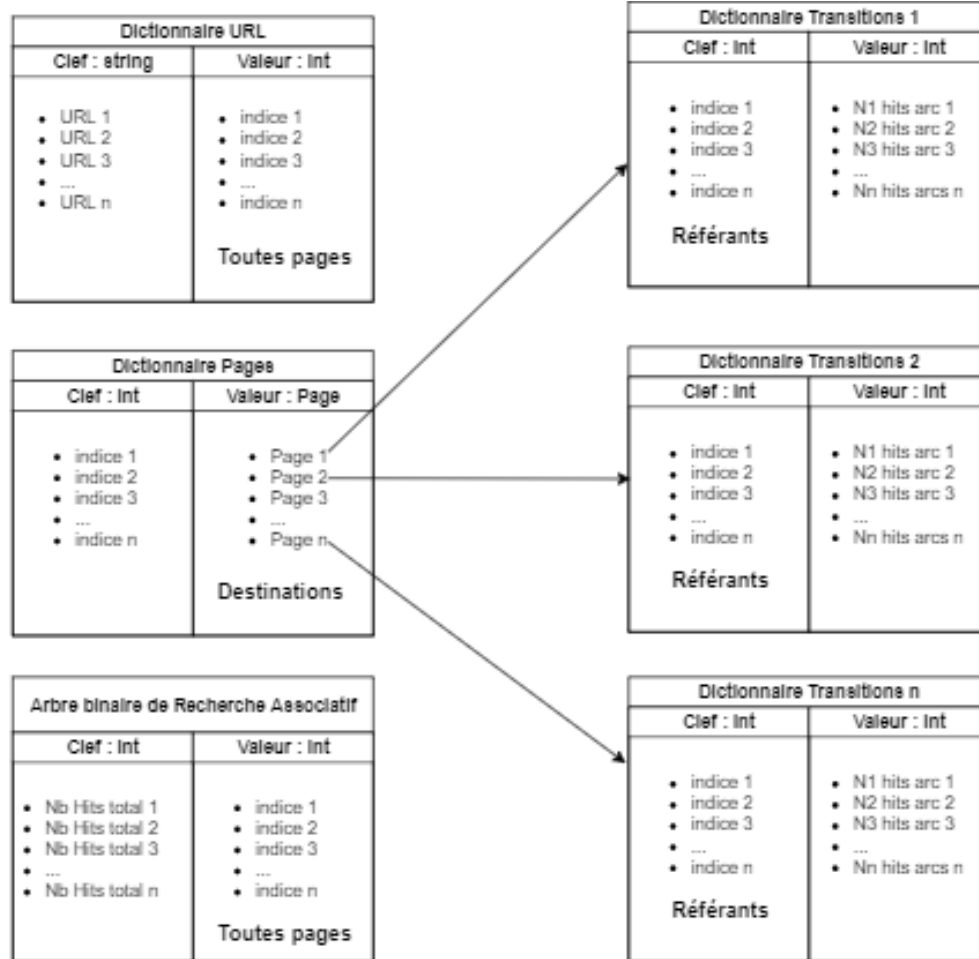 Dictionnaire URL
Clef : string
Valeur : Int
• URL 1
• URL 2
• URL 3
• ...
• URL n
• indice 1
• indice 2
• indice 3
• ...
• indice n
Toutes pages
Dictionnaire Pages
Clef : Int
Valeur : Page
• indice 1
• indice 2
• indice 3
• ...
• indice n
• Page 1
• Page 2
• Page 3
• ...
• Page n
Destinations
Arbre binaire de Recherche Associatif
Clef : Int
Valeur : Int
• Nb Hits total 1
• Nb Hits total 2
• Nb Hits total 3
• ...
• Nb Hits total n
• indice 1
• indice 2
• indice 3
• ...
• indice n
Toutes pages
Dictionnaire Transitions 1
Clef : Int
Valeur : Int
• indice 1
• indice 2
• indice 3
• ...
• indice n
Référants
• N1 hits arc 1
• N2 hits arc 2
• N3 hits arc 3
• ...
• Nn hits arcs n
Dictionnaire Transitions 2
Clef : Int
Valeur : Int
• indice 1
• indice 2
• indice 3
• ...
• indice n
Référants
• N1 hits arc 1
• N2 hits arc 2
• N3 hits arc 3
• ...
• Nn hits arcs n
Dictionnaire Transitions n
Clef : Int
Valeur : Int
• indice 1
• indice 2
• indice 3
• ...
• indice n
Référants
• N1 hits arc 1
• N2 hits arc 2
• N3 hits arc 3
• ...
• Nn hits arcs n